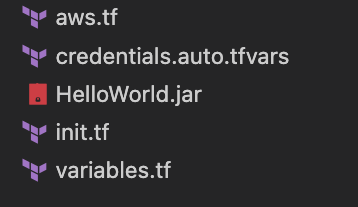 aws.tf
credentials.auto.tfvars
HelloWorld.jar
init.tf
variables.tf